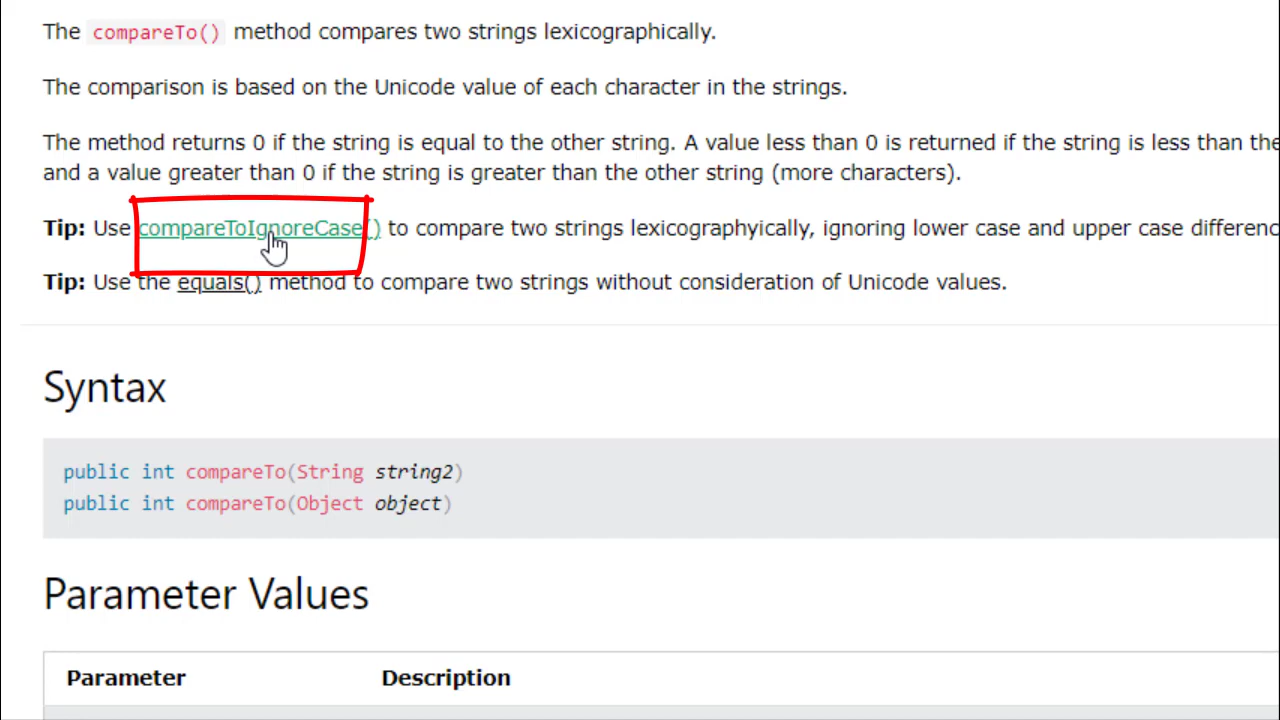 The compareTo() method compares two strings lexicographically.
The comparison is based on the Unicode value of each character in the strings.
The method returns 0 if the string is equal to the other string. A value less than 0 is returned if the string is less than the
and a value greater than 0 if the string is greater than the other string (more characters).
Tip: Use compareToIgnoreCase() to compare two strings lexicographyically, ignoring lower case and upper case differenc
Tip: Use the equals() method to compare two strings without consideration of Unicode values.
Syntax
public int compareTo(String string2)
public int compareTo(Object object)
Parameter Values
Parameter Description